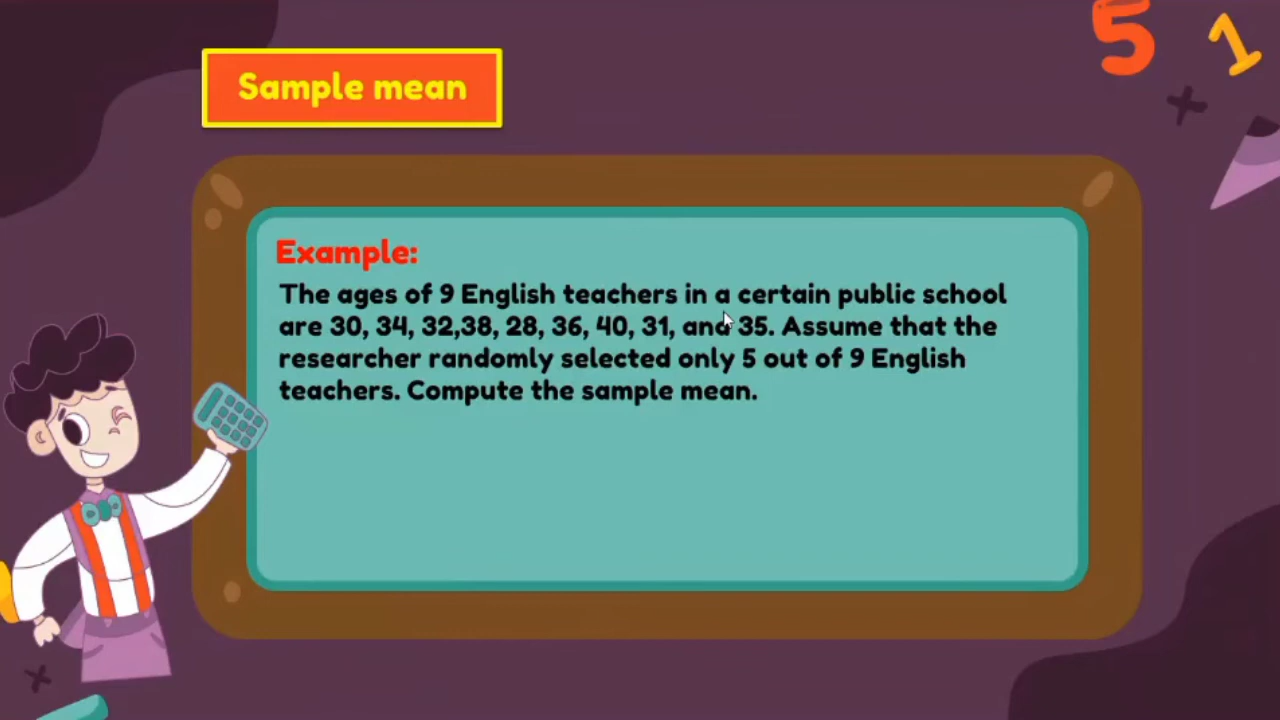 5 1
Sample mean
Example:
The ages of 9 English teachers in a certain public school
are 30, 34, 32,38, 28, 36, 40, 31, and 35. Assume that the
researcher randomly selected only 5 out of 9 English
teachers. Compute the sample mean.